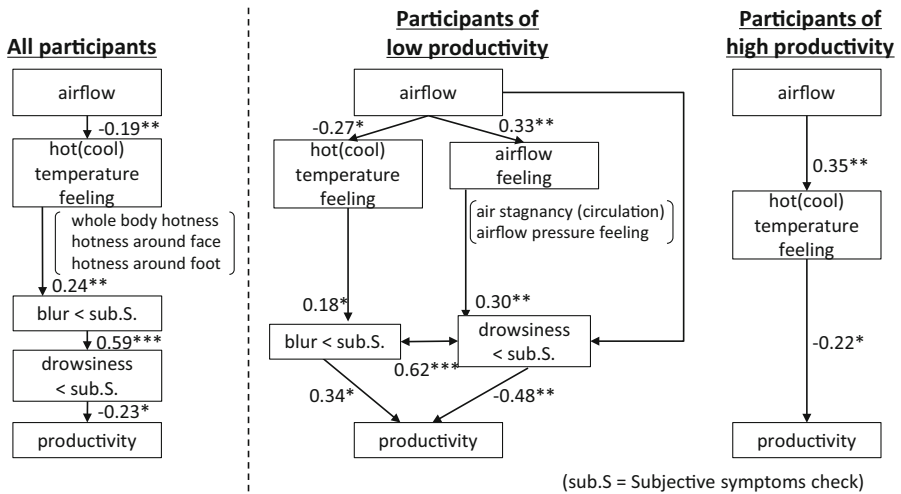 All participants
airflow
-0.19**
hot(cool)
temperature
feeling
whole body hotness
hotness around face
hotness around foot
0.24**
blur < sub.S.
0.59***
drowsiness
< sub.S.
-0.23*
productivity
Participants of
low productivity
airflow
-0.27*
0.33**
hot(cool)
temperature
feeling
airflow
feeling
air stagnancy (circulation)
airflow pressure feeling
0.18*
0.30**
blur < sub.S.
drowsiness
< sub.S.
0.62***
0.34*
-0.48**
productivity
Participants of
high productivity
airflow
0.35**
hot(cool)
temperature
feeling
-0.22*
productivity
(sub.S = Subjective symptoms check)